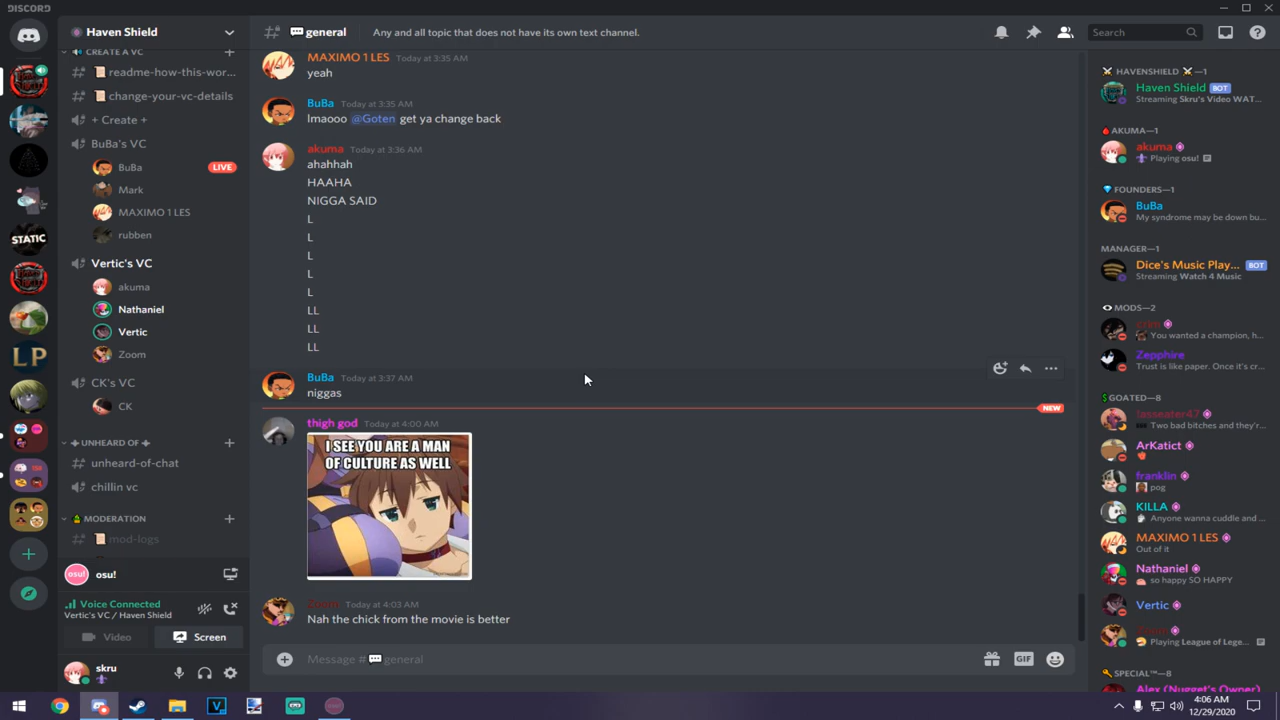 DISCORD
Haven Shield
CREATE A VC
readme-how-this-wor...
change-your-vc-details
+ Create +
BuBa's VC
BuBa
LIVE
Mark
MAXIMO 1 LES
rubben
Vertic's VC
akuma
Nathaniel
Vertic
Zoom
CK's VC
CK
UNHEARD OF
unheard-of-chat
chillin vc
MODERATION
mod-logs
STATIC
LP
osu!
osu!
Voice Connected
Vertic's VC / Haven Shield
Video
Screen
skru
general
Any and all topic that does not have its own text channel.
Search
MAXIMO 1 LES Today at 3:35 AM
yeah
BuBa Today at 3:35 AM
lmaooo @Goten get ya change back
akuma Today at 3:36 AM
ahahhah
HAAHA
NIGGA SAID
L
L
L
L
L
LL
LL
LL
BuBa Today at 3:37 AM
niggas
NEW
thigh god Today at 4:00 AM
I SEE YOU ARE A MAN
OF CULTURE AS WELL
Zoom Today at 4:03 AM
Nah the chick from the movie is better
Message # general
GIF
HAVENSHIELD —1
Haven Shield BOT
Streaming Skru's Video WAT...
AKUMA—1
akuma
Playing osu!
FOUNDERS—1
BuBa
My syndrome may be down bu...
MANAGER—1
Dice's Music Play... BOT
Streaming Watch 4 Music
MODS—2
You wanted a champion, h...
Zepphire
Trust is like paper. Once it's cr...
GOATED—8
Two bad bitches and they'r...
ArKatict
franklin
pog
KILLA
Anyone wanna cuddle and ...
MAXIMO 1 LES
Out of it
Nathaniel
so happy SO HAPPY
Vertic
Zoom
Playing League of Lege...
SPECIAL™—8
Alex (Nugget's Owner)
4:06 AM
12/29/2020